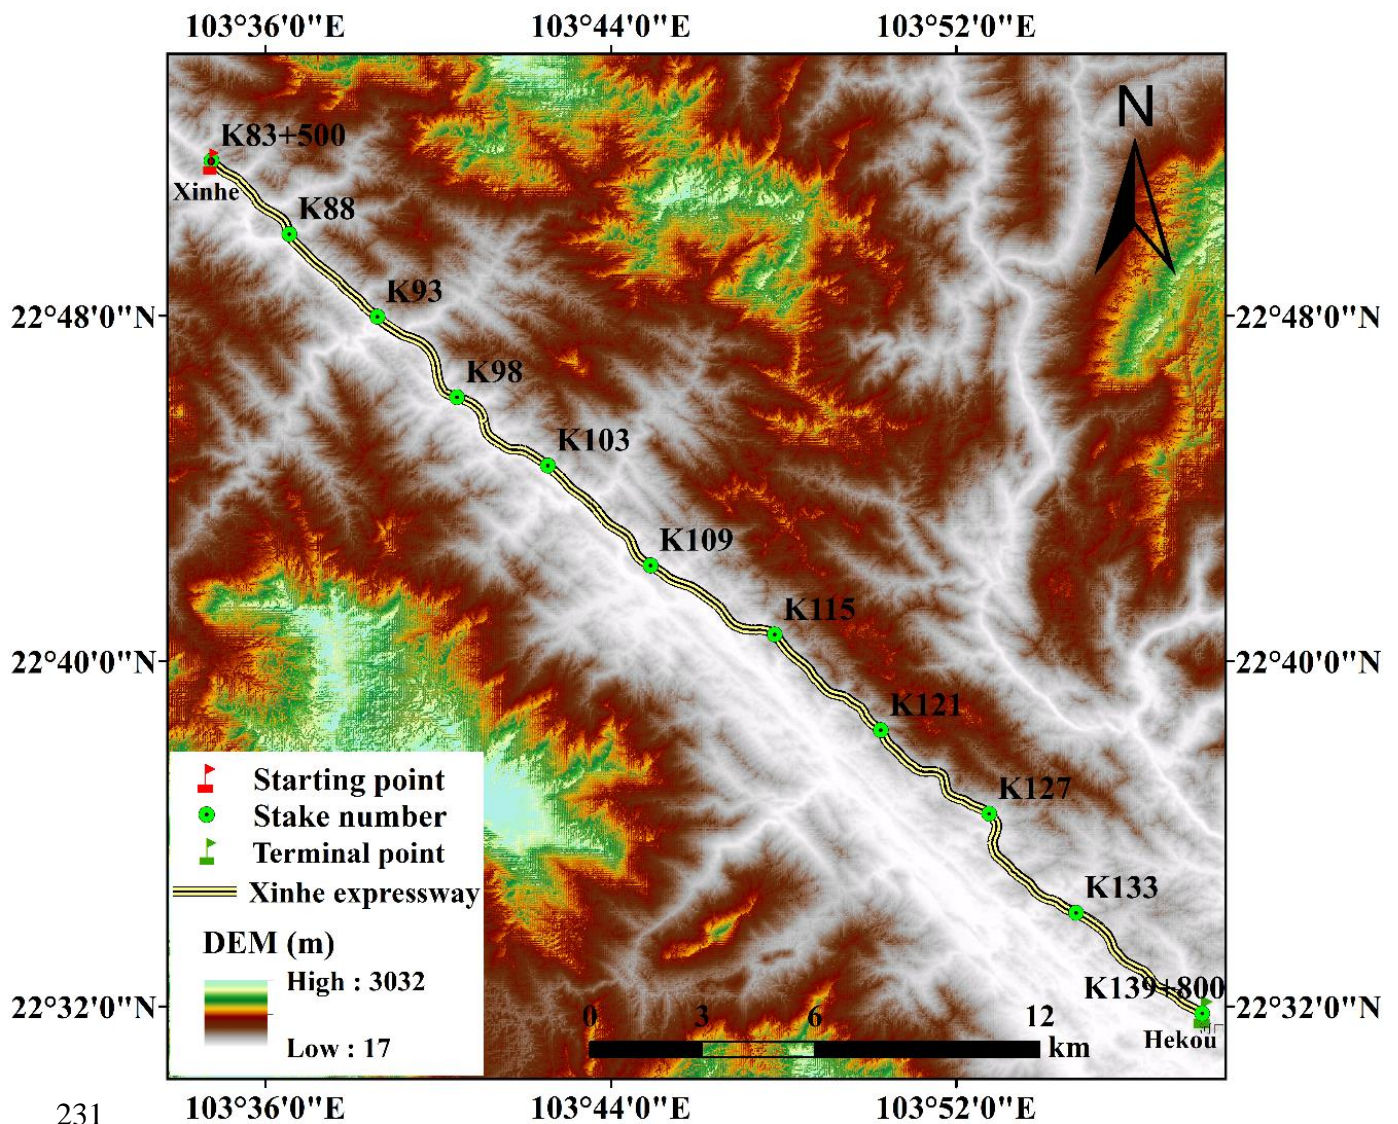 103°36'0"E 103°44'0"E 103°52'0"E
N
K83+500
Xinhe
K88
K93
22°48'0"N 22°48'0"N
K98
K103
K109
K115
22°40'0"N 22°40'0"N
K121
Starting point
K127
Stake number
Terminal point
K133
Xinhe expressway
DEM (m)
High : 3032
K139+800
22°32'0"N 22°32'0"N
0 3 6 12
km
Hekou
Low : 17
103°36'0"E 103°44'0"E 103°52'0"E
231